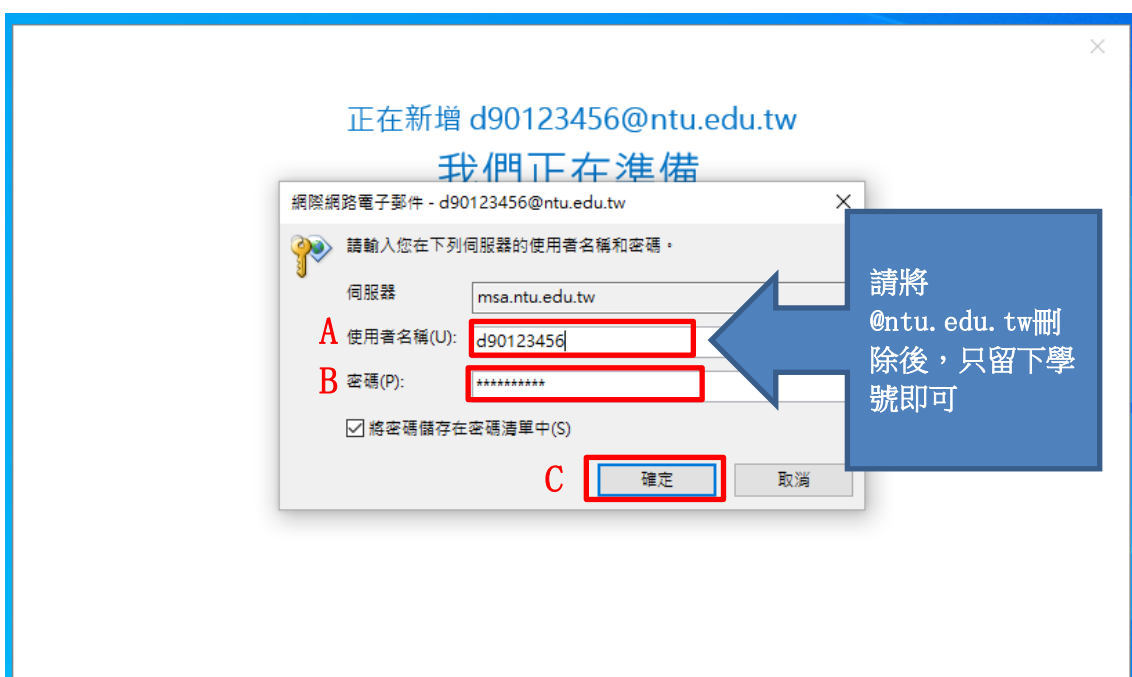 正在新增 d90123456@ntu.edu.tw
我們正在準備
網際網路電子郵件 - d90123456@ntu.edu.tw
請輸入您在下列伺服器的使用者名稱和密碼。
伺服器 msa.ntu.edu.tw
A 使用者名稱(U): d90123456
B 密碼(P): **********
將密碼儲存在密碼清單中(S)
C 確定 取消
請將
@ntu.edu.tw刪
除後，只留下學
號即可